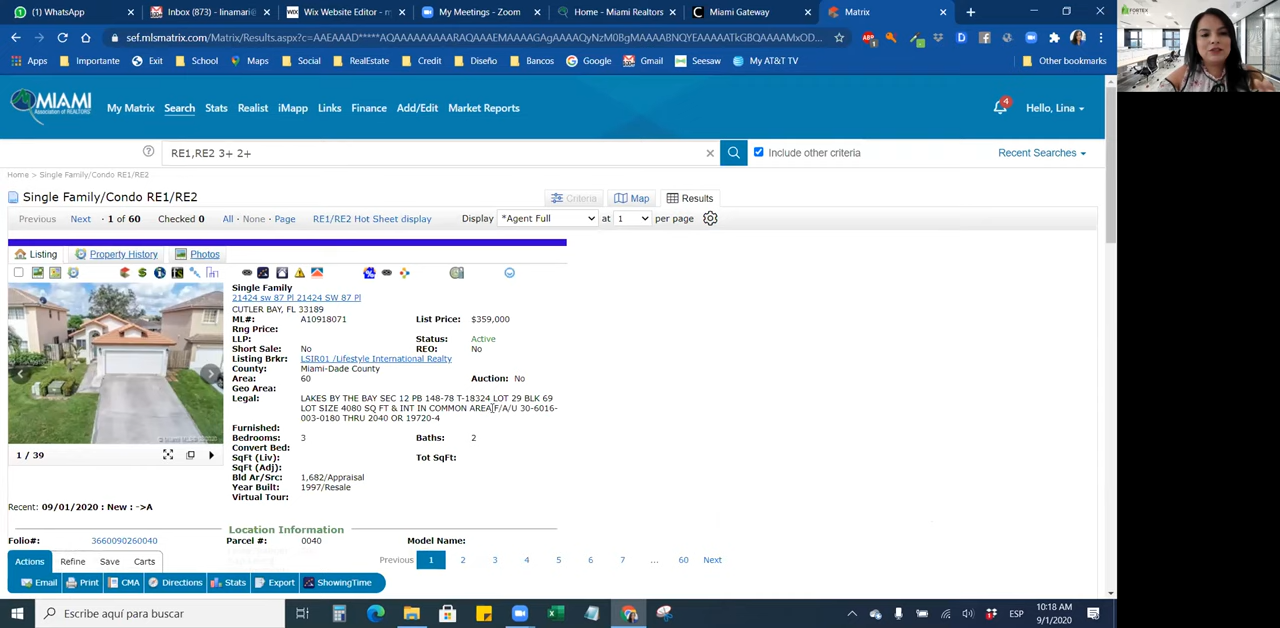 WhatsApp
Inbox (873) – linamari@
WIX Wix Website Editor - m
My Meetings - Zoom
Home - Miami Realtors
Miami Gateway
Matrix
sef.mlsmatrix.com/Matrix/Results.aspx?c=AAEAAAD*****AQAAAAAAAAARAQAAAEMAAAAGAgAAAAQyNzM0BgMAAAABNQYEAAAAATkGBQAAAAMxOD...
Apps Importante Exit School Maps Social RealEstate Credit Diseño Bancos Google Gmail Seesaw My AT&T TV Other bookmarks
FORTEX
MIAMI
My Matrix Search Stats Realist iMapp Links Finance Add/Edit Market Reports
4 Hello, Lina
RE1,RE2 3+ 2+
Include other criteria
Recent Searches
Home > Single Family/Condo RE1/RE2
Single Family/Condo RE1/RE2
Criteria Map Results
Previous Next · 1 of 60 Checked 0 All · None · Page RE1/RE2 Hot Sheet display Display *Agent Full at 1 per page
Listing Property History Photos
Single Family
21424 sw 87 Pl 21424 SW 87 Pl
CUTLER BAY, FL 33189
ML#: A10918071 List Price: $359,000
Rng Price:
LLP: Status: Active
Short Sale: No REO: No
Listing Brkr: LSIR01 /Lifestyle International Realty
County: Miami-Dade County
Area: 60 Auction: No
Geo Area:
Legal: LAKES BY THE BAY SEC 12 PB 148-78 T-18324 LOT 29 BLK 69
LOT SIZE 4080 SQ FT & INT IN COMMON AREA F/A/U 30-6016-
003-0180 THRU 2040 OR 19720-4
Furnished:
Bedrooms: 3 Baths: 2
Convert Bed:
SqFt (Liv): Tot SqFt:
SqFt (Adj):
Bld Ar/Src: 1,682/Appraisal
Year Built: 1997/Resale
Virtual Tour:
1 / 39
Recent: 09/01/2020 : New : ->A
Location Information
Folio#: 3660090260040 Parcel #: 0040 Model Name:
Actions Refine Save Carts
Previous 1 2 3 4 5 6 7 ... 60 Next
Email Print CMA Directions Stats Export ShowingTime
Escribe aquí para buscar
ESP
10:18 AM
9/1/2020